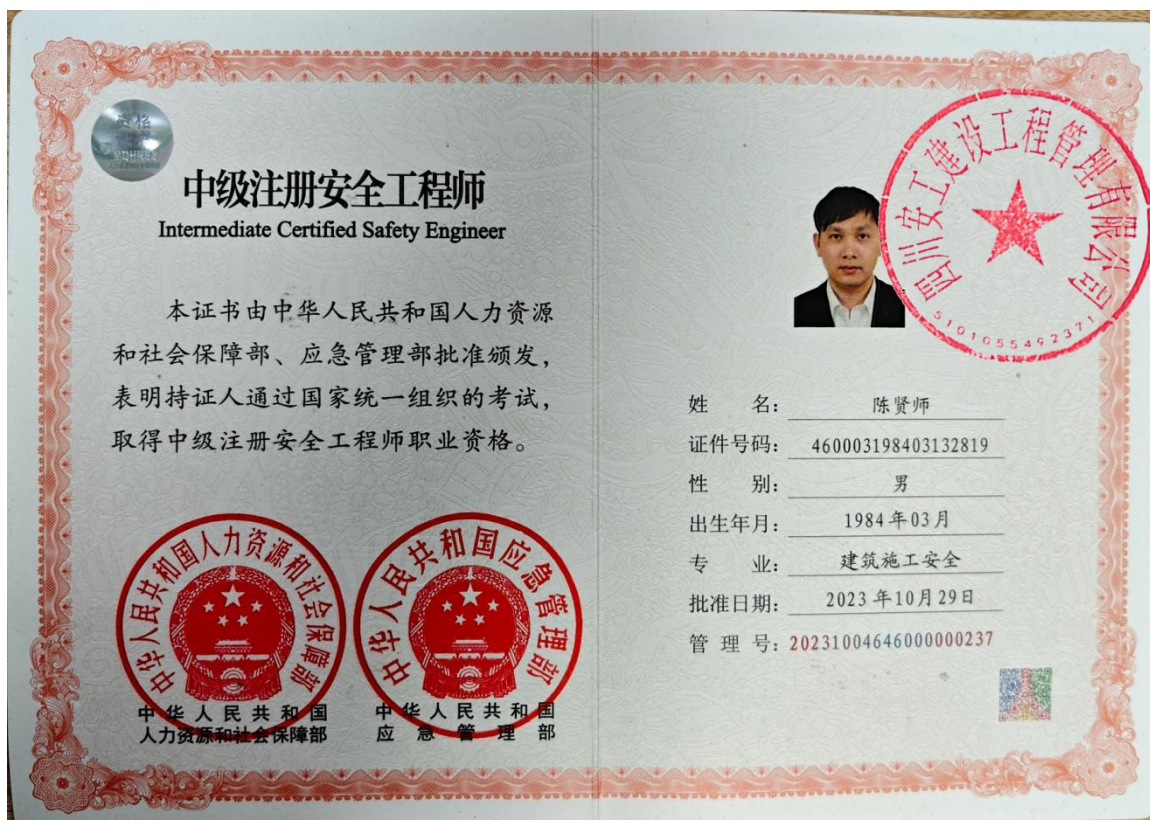 中级注册安全工程师
Intermediate Certified Safety Engineer
本证书由中华人民共和国人力资源
和社会保障部、应急管理部批准颁发，
表明持证人通过国家统一组织的考试，
取得中级注册安全工程师职业资格。
中华人民共和国人力资源和社会保障部
中华人民共和国
人力资源和社会保障部
中华人民共和国应急管理部
中华人民共和国
应急管理部
四川安工建设工程管理有限公司
5101055492371
姓 名： 陈贤师
证件号码： 460003198403132819
性 别： 男
出生年月： 1984年03月
专 业： 建筑施工安全
批准日期： 2023年10月29日
管 理 号： 20231004646000000237